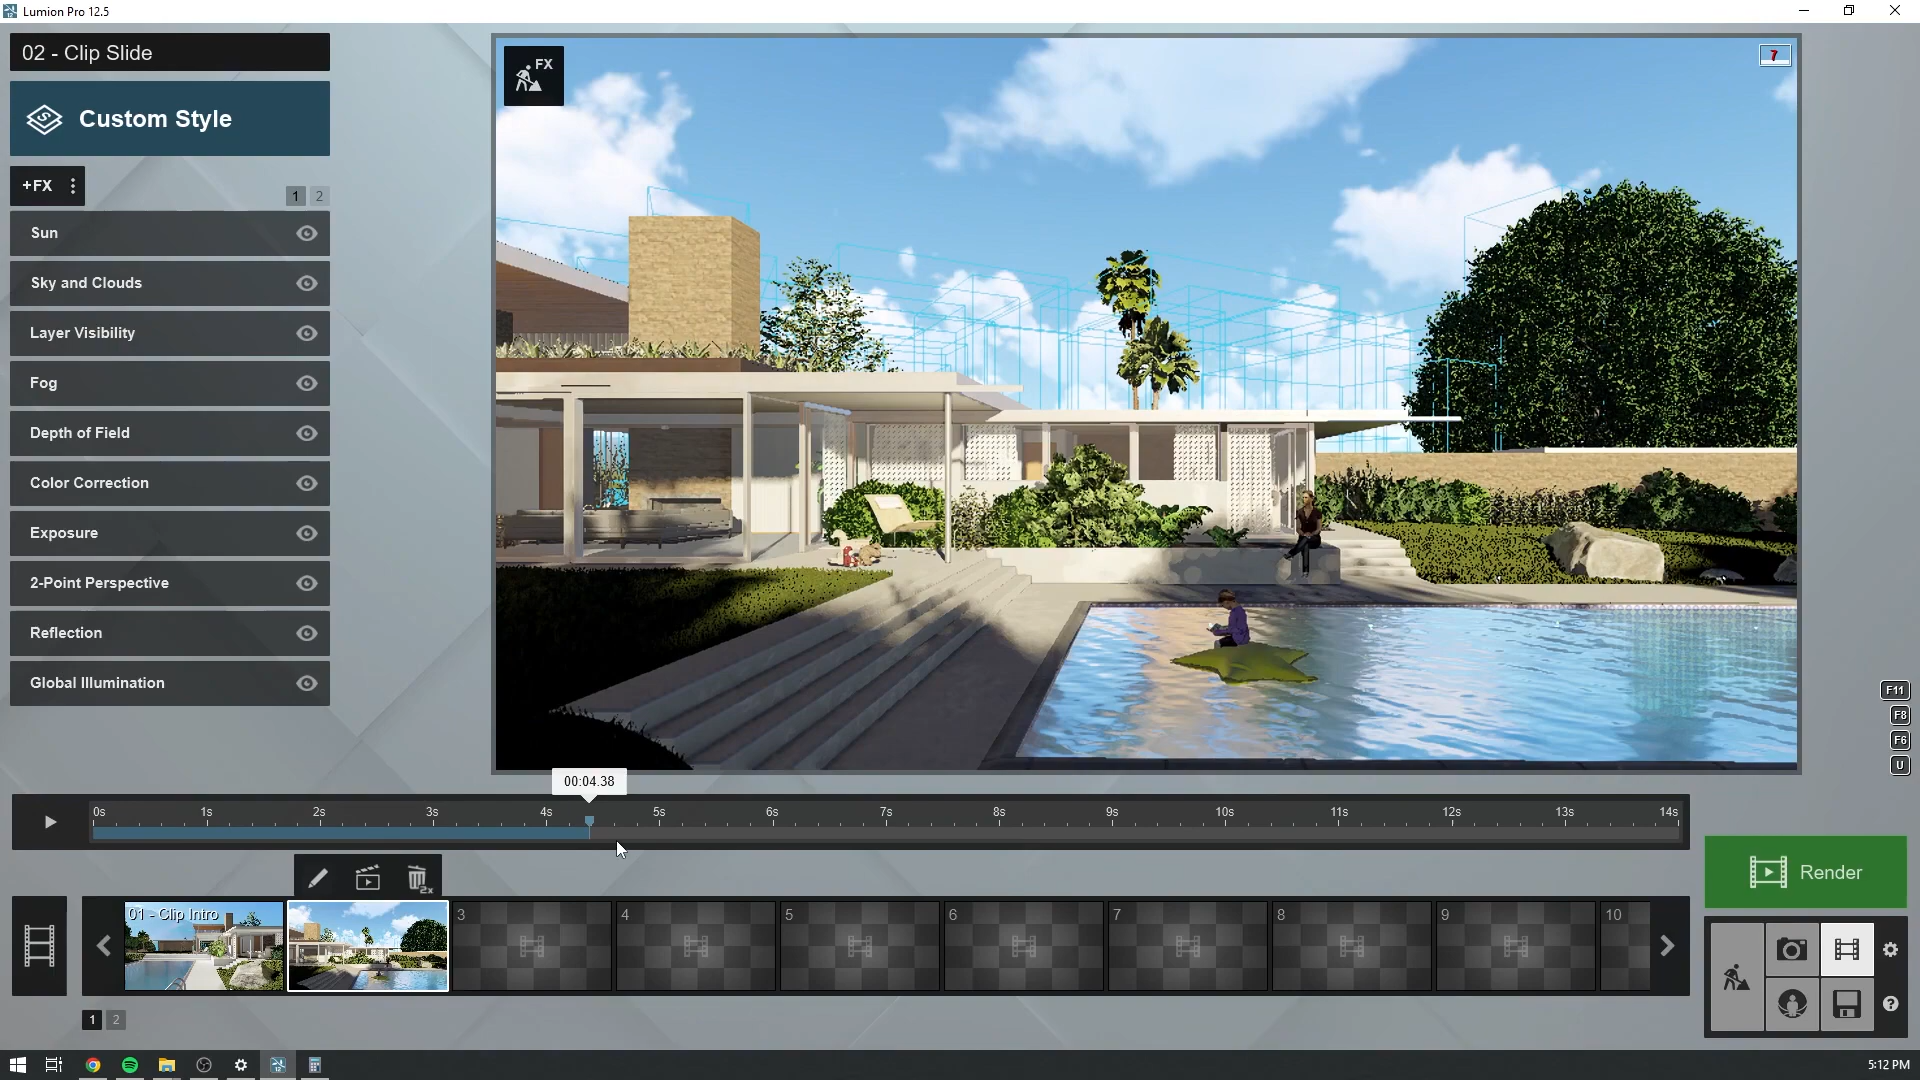 Lumion Pro 12.5
02 - Clip Slide
Custom Style
+FX
1 2
Sun
Sky and Clouds
Layer Visibility
Fog
Depth of Field
Color Correction
Exposure
2-Point Perspective
Reflection
Global Illumination
FX
7
F11
F8
F6
U
00:04.38
0s 1s 2s 3s 4s 5s 6s 7s 8s 9s 10s 11s 12s 13s 14s
2x
Render
01 - Clip Intro
3 4 5 6 7 8 9 10
1 2
?
5:12 PM